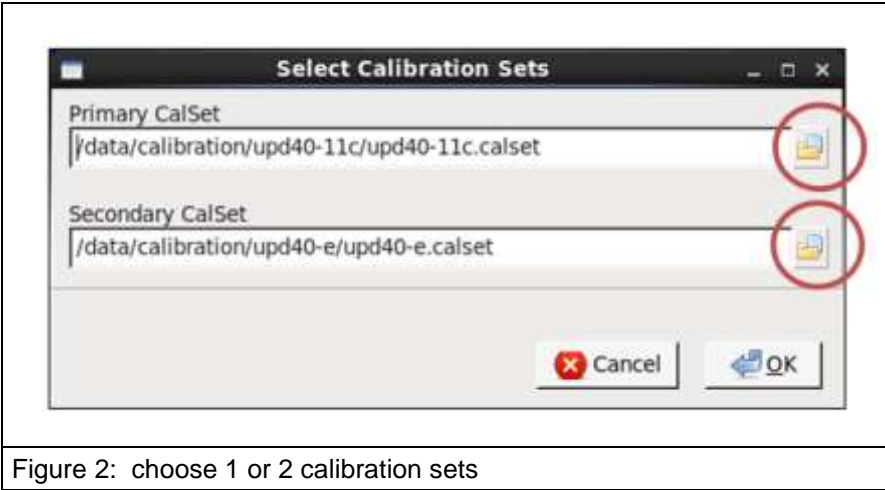 Select Calibration Sets
Primary CalSet
/data/calibration/upd40-11c/upd40-11c.calset
Secondary CalSet
/data/calibration/upd40-e/upd40-e.calset
Cancel
OK
Figure 2:  choose 1 or 2 calibration sets